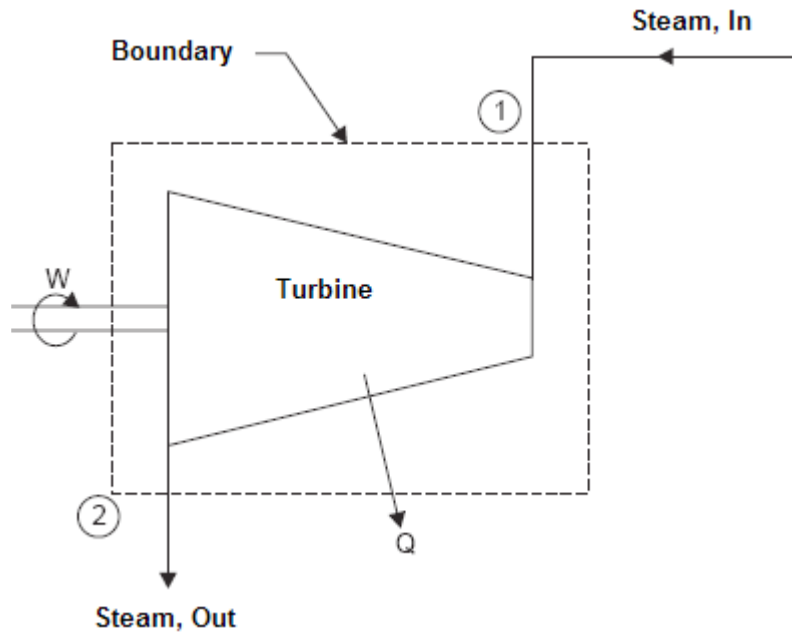 Steam, In
Boundary
1
W
Turbine
2
Q
Steam, Out